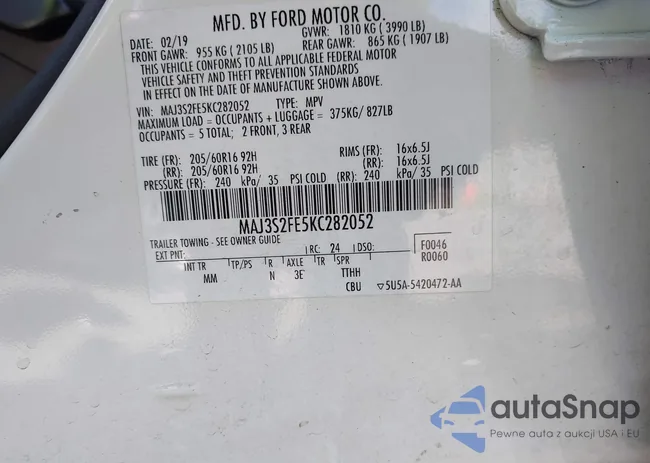 MFD. BY FORD MOTOR CO.
DATE: 02/19 GVWR: 1810 KG ( 3990 LB)
FRONT GAWR: 955 KG ( 2105 LB) REAR GAWR: 865 KG ( 1907 LB)
THIS VEHICLE CONFORMS TO ALL APPLICABLE FEDERAL MOTOR
VEHICLE SAFETY AND THEFT PREVENTION STANDARDS
IN EFFECT ON THE DATE OF MANUFACTURE SHOWN ABOVE.
VIN: MAJ3S2FE5KC282052 TYPE: MPV
MAXIMUM LOAD = OCCUPANTS + LUGGAGE = 375KG/ 827LB
OCCUPANTS = 5 TOTAL; 2 FRONT, 3 REAR
TIRE (FR): 205/60R16 92H RIMS (FR): 16x6.5J
(RR): 205/60R16 92H (RR): 16x6.5J
PRESSURE (FR): 240 kPa/ 35 PSI COLD (RR): 240 kPa/ 35 PSI COLD
MAJ3S2FE5KC282052
TRAILER TOWING - SEE OWNER GUIDE
EXT PNT: RC: 24 DSO: F0046
R0060
INT TR TP/PS R AXLE TR SPR
MM N 3E TTHH
CBU ▽5U5A-5420472-AA
autoSnap
Pewne auta z aukcji USA i EU